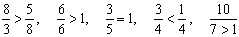 8/3 > 5/8, 6/6 > 1, 3/5 = 1, 3/4 < 1/4, 10/7 > 1